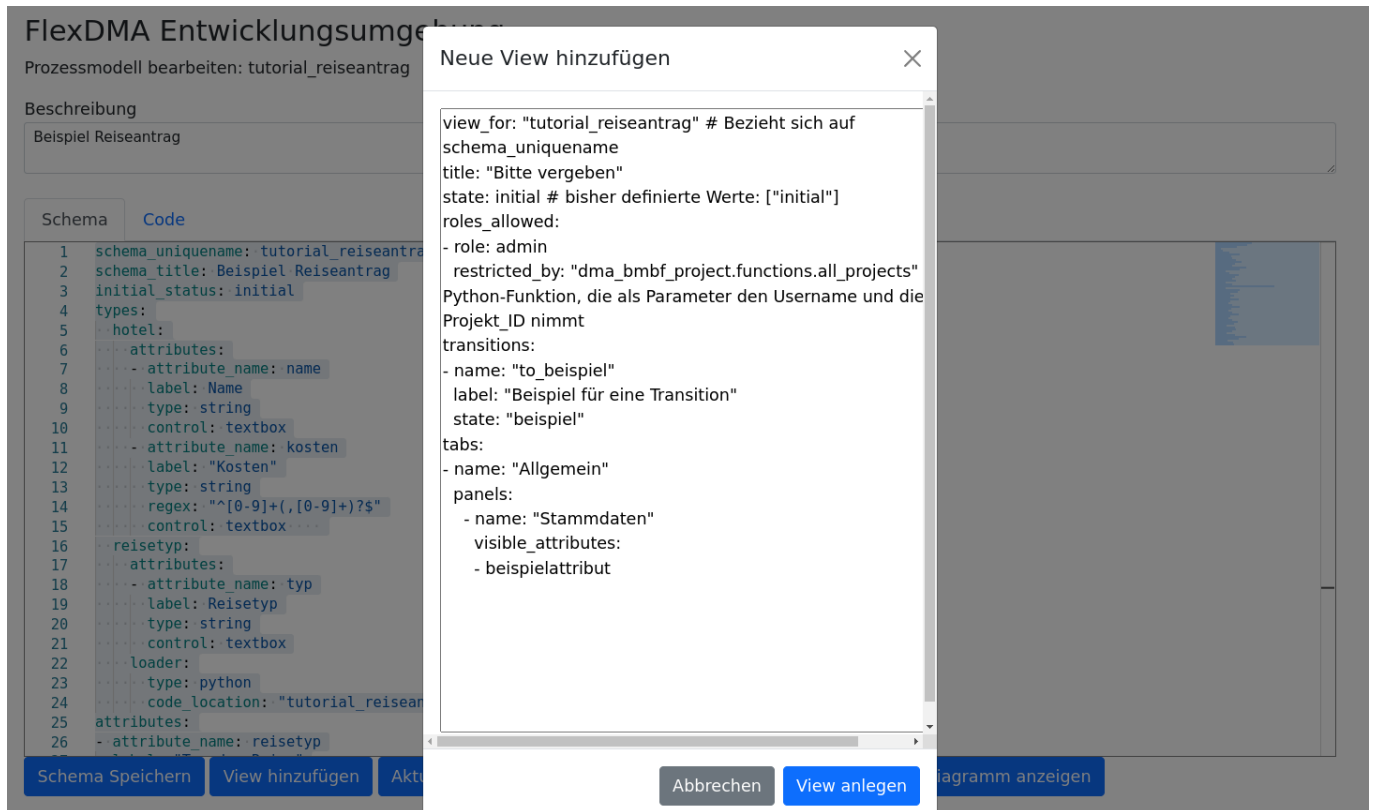 FlexDMA Entwicklungsumgebung
Prozessmodell bearbeiten: tutorial_reiseantrag
Beschreibung
Beispiel Reiseantrag
Schema Code
1 schema_uniquename: tutorial_reiseantra
2 schema_title: Beispiel Reiseantrag
3 initial_status: initial
4 types:
5 hotel:
6 attributes:
7 - attribute_name: name
8 label: Name
9 type: string
10 control: textbox
11 - attribute_name: kosten
12 label: "Kosten"
13 type: string
14 regex: "^[0-9]+(,[0-9]+)?$"
15 control: textbox
16 reisetyp:
17 attributes:
18 - attribute_name: typ
19 label: Reisetyp
20 type: string
21 control: textbox
22 loader:
23 type: python
24 code_location: "tutorial_reisean
25 attributes:
26 - attribute_name: reisetyp
Schema Speichern View hinzufügen Aktu
iagramm anzeigen
Neue View hinzufügen
view_for: "tutorial_reiseantrag" # Bezieht sich auf
schema_uniquename
title: "Bitte vergeben"
state: initial # bisher definierte Werte: ["initial"]
roles_allowed:
- role: admin
restricted_by: "dma_bmbf_project.functions.all_projects"
Python-Funktion, die als Parameter den Username und die
Projekt_ID nimmt
transitions:
- name: "to_beispiel"
label: "Beispiel für eine Transition"
state: "beispiel"
tabs:
- name: "Allgemein"
panels:
- name: "Stammdaten"
visible_attributes:
- beispielattribut
Abbrechen View anlegen